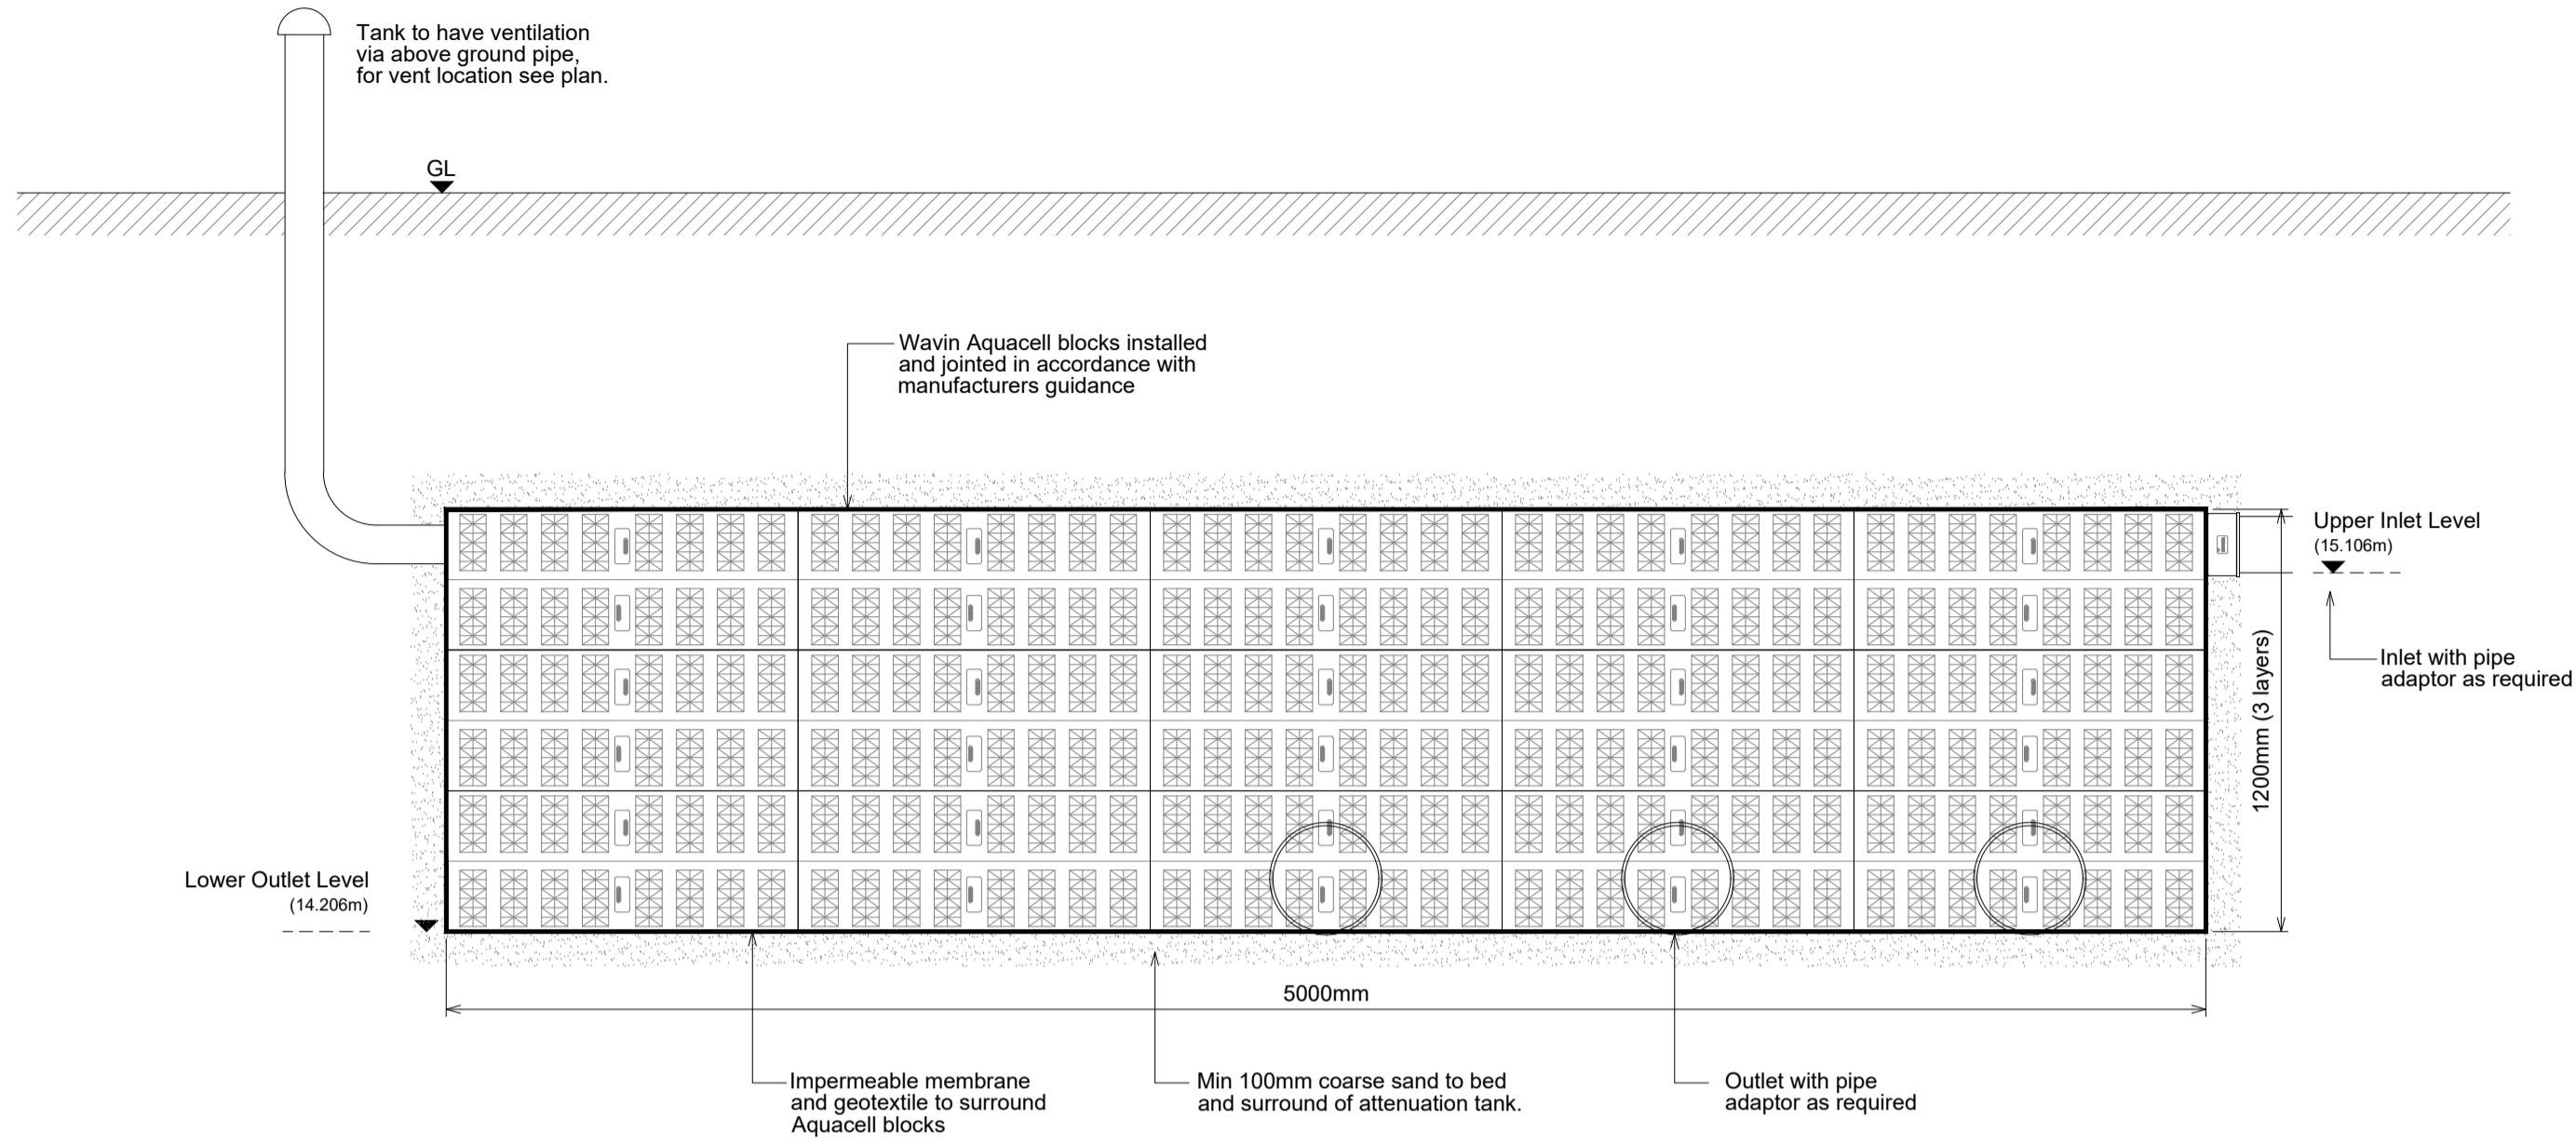 Tank to have ventilation
via above ground pipe,
for vent location see plan.
GL
Wavin Aquacell blocks installed
and jointed in accordance with
manufacturers guidance
Upper Inlet Level
(15.106m)
Inlet with pipe
adaptor as required
1200mm (3 layers)
Lower Outlet Level
(14.206m)
5000mm
Impermeable membrane
and geotextile to surround
Aquacell blocks
Min 100mm coarse sand to bed
and surround of attenuation tank.
Outlet with pipe
adaptor as required